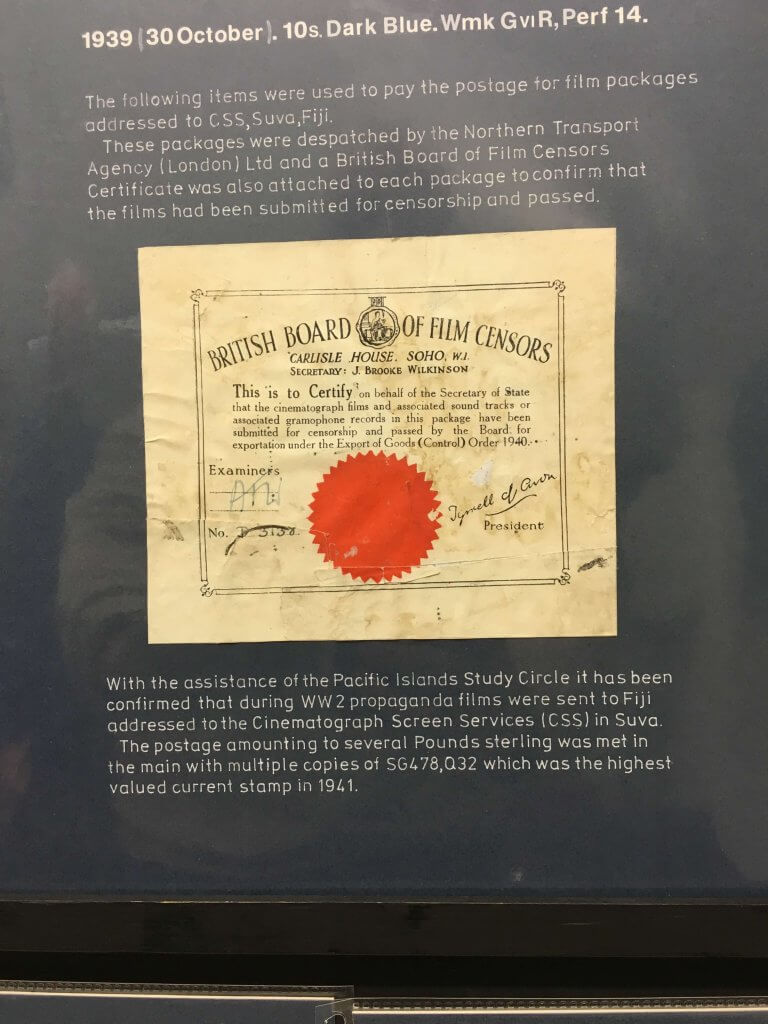 1939 (30 October). 10s. Dark Blue. Wmk GVIR, Perf 14.
The following items were used to pay the postage for film packages
addressed to CSS, Suva, Fiji.
These packages were despatched by the Northern Transport
Agency (London) Ltd and a British Board of Film Censors
Certificate was also attached to each package to confirm that
the films had been submitted for censorship and passed.
BRITISH BOARD OF FILM CENSORS
CARLISLE HOUSE. SOHO, W.1.
SECRETARY: J. BROOKE WILKINSON
This is to Certify on behalf of the Secretary of State
that the cinematograph films and associated sound tracks or
associated gramophone records in this package have been
submitted for censorship and passed by the Board for
exportation under the Export of Goods (Control) Order 1940.
Examiners
Tyrrell of Avon
President
No.
With the assistance of the Pacific Islands Study Circle it has been
confirmed that during WW2 propaganda films were sent to Fiji
addressed to the Cinematograph Screen Services (CSS) in Suva.
The postage amounting to several Pounds sterling was met in
the main with multiple copies of SG478,Q32 which was the highest
valued current stamp in 1941.